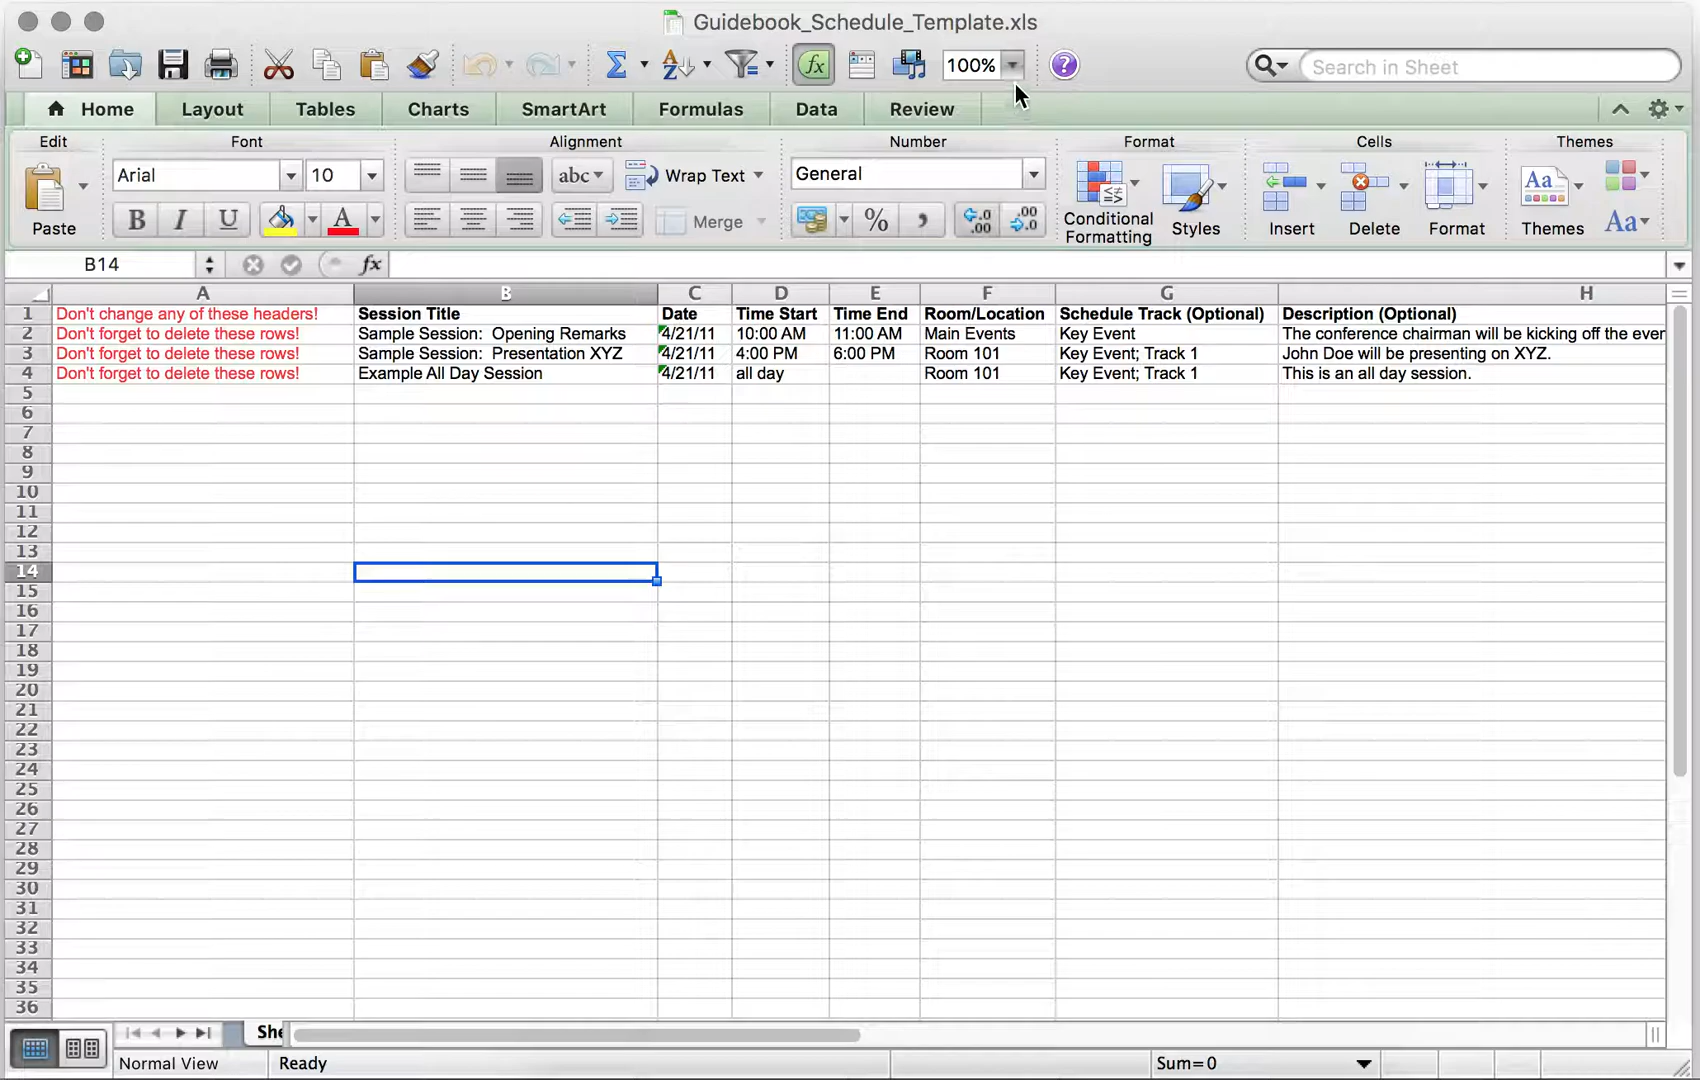 Guidebook_Schedule_Template.xls
100%
Search in Sheet
Home Layout Tables Charts SmartArt Formulas Data Review
Edit Font Alignment Number Format Cells Themes
Arial 10 abc Wrap Text General
B I U A Merge % , .0 .00 .00 .0
Paste Conditional Formatting Styles Insert Delete Format Themes Aa Aa
B14 fx
A B C D E F G H
1 Don't change any of these headers! Session Title Date Time Start Time End Room/Location Schedule Track (Optional) Description (Optional)
2 Don't forget to delete these rows! Sample Session: Opening Remarks 4/21/11 10:00 AM 11:00 AM Main Events Key Event The conference chairman will be kicking off the ever
3 Don't forget to delete these rows! Sample Session: Presentation XYZ 4/21/11 4:00 PM 6:00 PM Room 101 Key Event; Track 1 John Doe will be presenting on XYZ.
4 Don't forget to delete these rows! Example All Day Session 4/21/11 all day Room 101 Key Event; Track 1 This is an all day session.
5
6
7
8
9
10
11
12
13
14
15
16
17
18
19
20
21
22
23
24
25
26
27
28
29
30
31
32
33
34
35
36
She
Normal View Ready Sum=0